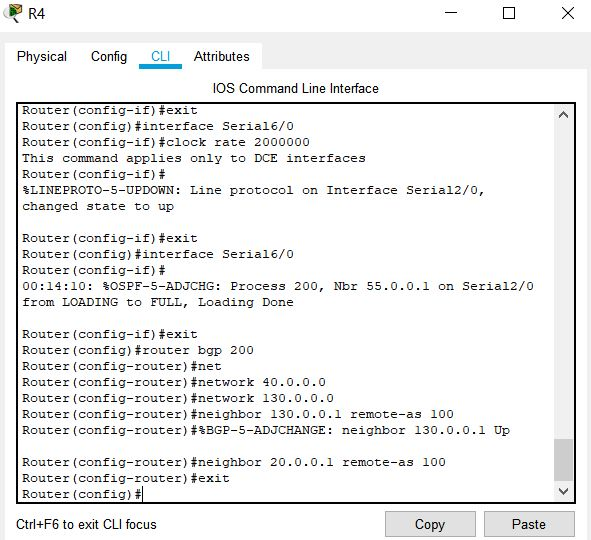 R4
Physical Config CLI Attributes
IOS Command Line Interface
Router(config-if)#exit
Router(config)#interface Serial6/0
Router(config-if)#clock rate 2000000
This command applies only to DCE interfaces
Router(config-if)#
%LINEPROTO-5-UPDOWN: Line protocol on Interface Serial2/0,
changed state to up
Router(config-if)#exit
Router(config)#interface Serial6/0
Router(config-if)#
00:14:10: %OSPF-5-ADJCHG: Process 200, Nbr 55.0.0.1 on Serial2/0
from LOADING to FULL, Loading Done
Router(config-if)#exit
Router(config)#router bgp 200
Router(config-router)#net
Router(config-router)#network 40.0.0.0
Router(config-router)#network 130.0.0.0
Router(config-router)#neighbor 130.0.0.1 remote-as 100
Router(config-router)#%BGP-5-ADJCHANGE: neighbor 130.0.0.1 Up
Router(config-router)#neighbor 20.0.0.1 remote-as 100
Router(config-router)#exit
Router(config)#
Ctrl+F6 to exit CLI focus
Copy Paste